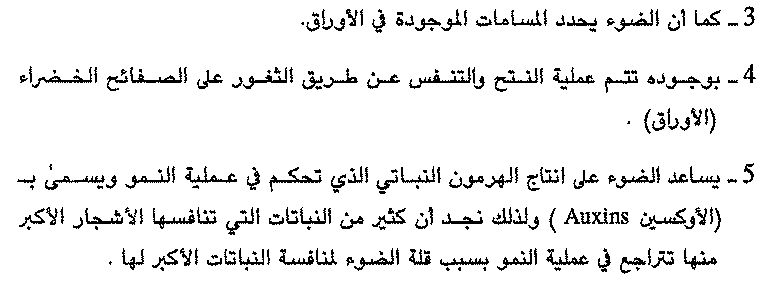 3 ـ كما أن الضوء يحدد المسامات الموجودة في الأوراق.
4 ـ بوجوده تتم عملية النتح والتنفس عن طريق الثغور على الصفائح الخضراء
(الأوراق) .
5 ـ يساعد الضوء على انتاج الهرمون النباتي الذي تحكم في عملية النمو ويسمىٰ بـ
(الأوكسين Auxins ) ولذلك نجد أن كثير من النباتات التي تنافسها الأشجار الأكبر
منها تتراجع في عملية النمو بسبب قلة الضوء لمنافسة النباتات الأكبر لها .